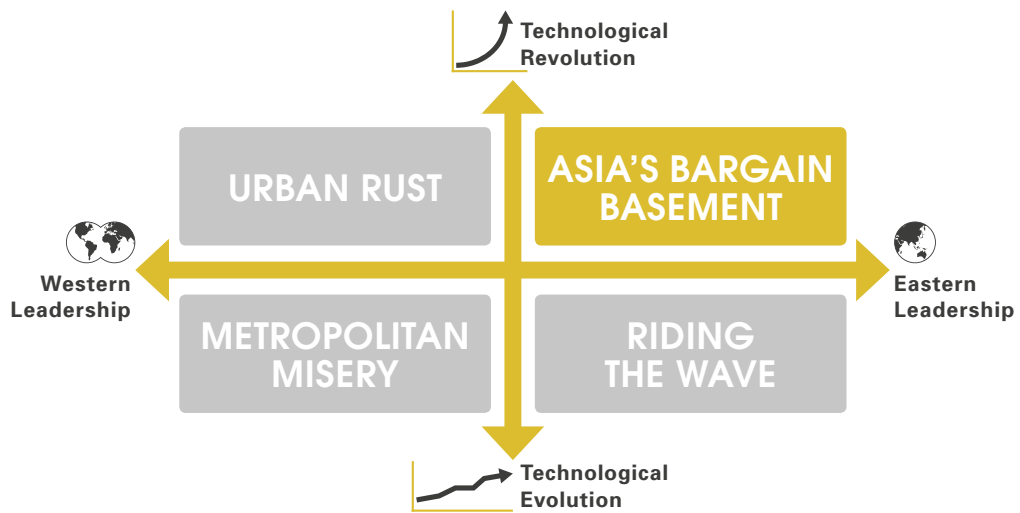 Technological
Revolution
URBAN RUST
ASIA'S BARGAIN
BASEMENT
Western
Leadership
Eastern
Leadership
METROPOLITAN
MISERY
RIDING
THE WAVE
Technological
Evolution